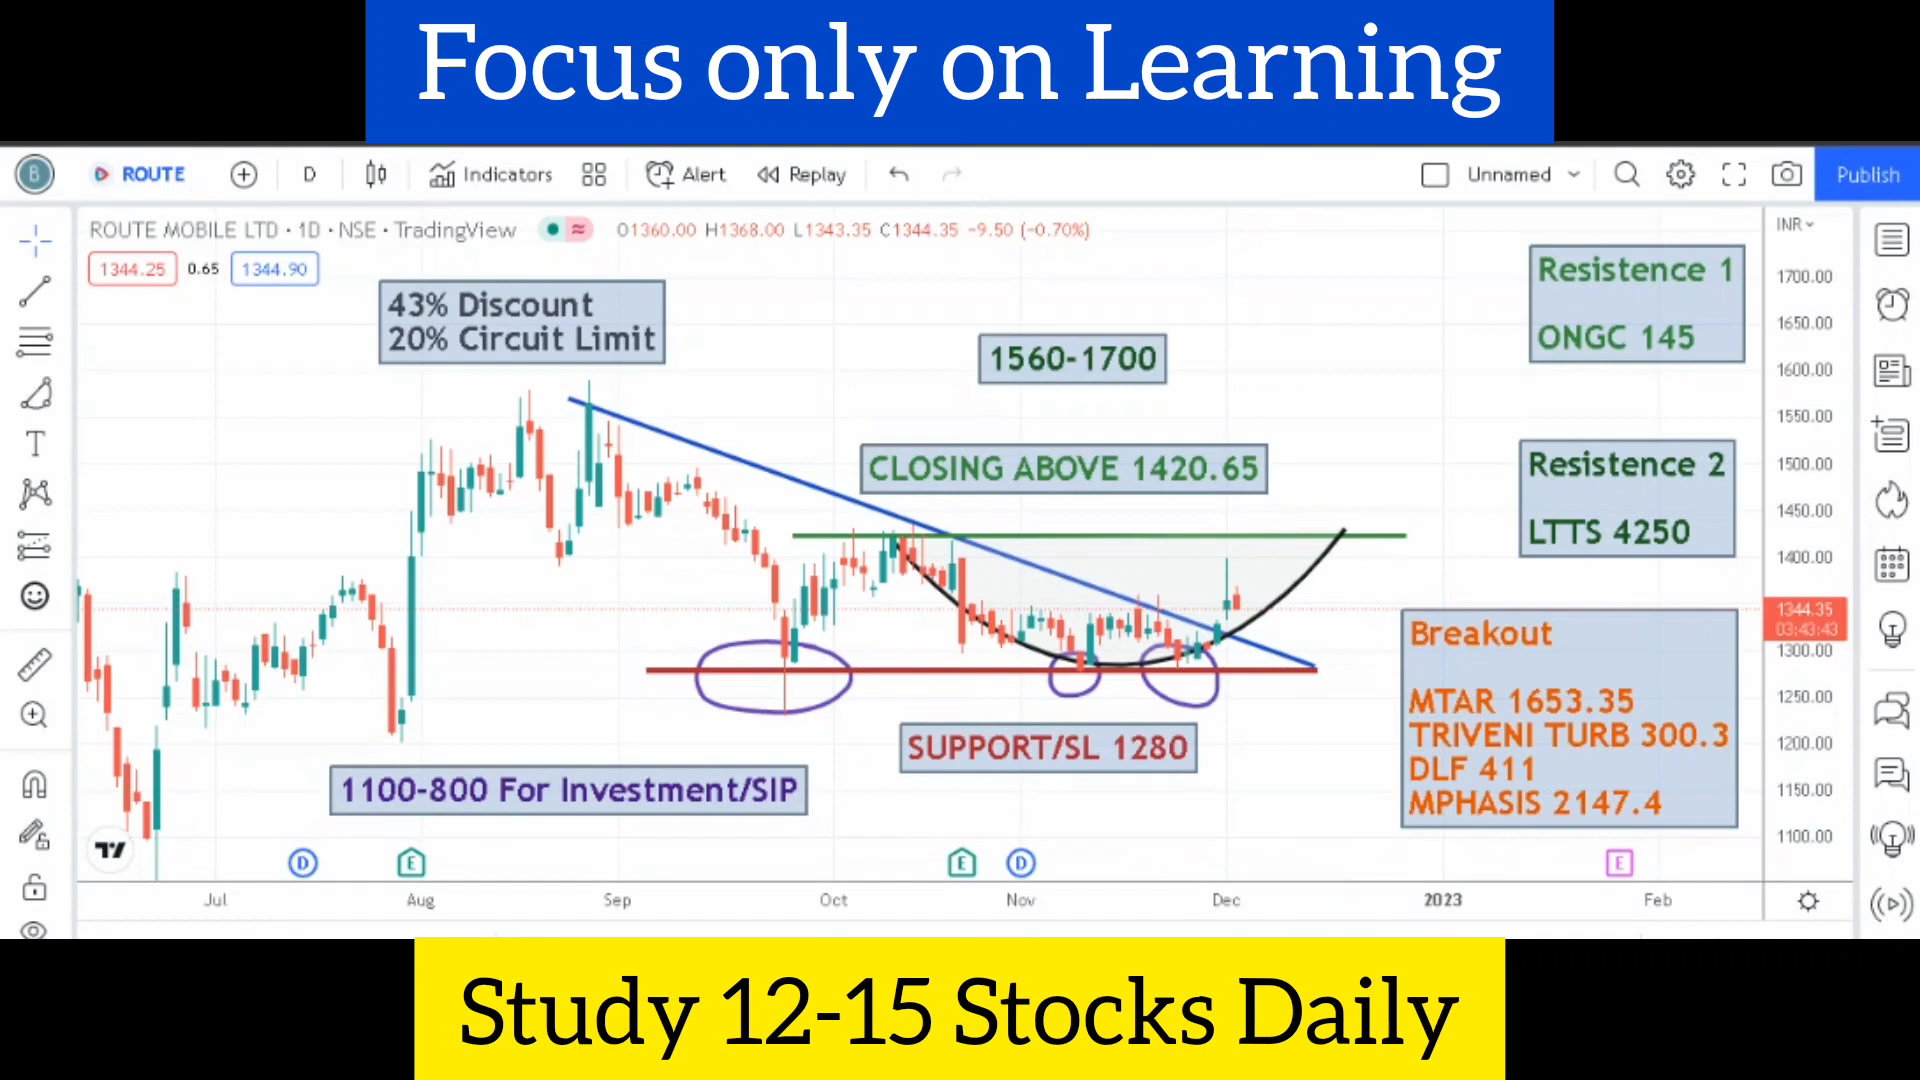 Focus only on Learning
B
ROUTE
D
Indicators
Alert
Replay
Unnamed
Publish
ROUTE MOBILE LTD · 1D · NSE · TradingView
O1360.00 H1368.00 L1343.35 C1344.35 −9.50 (−0.70%)
INR
1344.25 0.65 1344.90
43% Discount
20% Circuit Limit
1560-1700
CLOSING ABOVE 1420.65
SUPPORT/SL 1280
1100-800 For Investment/SIP
Resistence 1
ONGC 145
Resistence 2
LTTS 4250
Breakout
MTAR 1653.35
TRIVENI TURB 300.3
DLF 411
MPHASIS 2147.4
1700.00
1650.00
1600.00
1550.00
1500.00
1450.00
1400.00
1344.35
03:43:43
1300.00
1250.00
1200.00
1150.00
1100.00
D
E
E
D
E
Jul
Aug
Sep
Oct
Nov
Dec
2023
Feb
Study 12-15 Stocks Daily